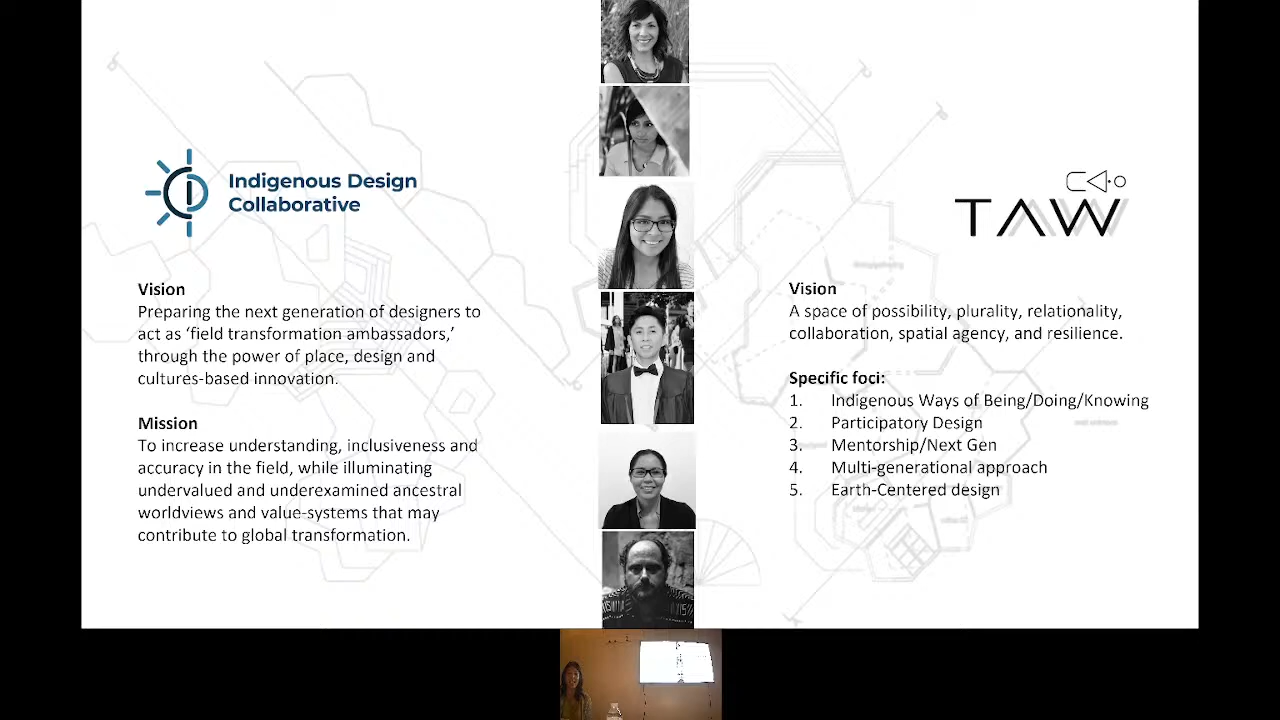 Indigenous Design
Collaborative
Vision
Preparing the next generation of designers to
act as ‘field transformation ambassadors,’
through the power of place, design and
cultures-based innovation.
Mission
To increase understanding, inclusiveness and
accuracy in the field, while illuminating
undervalued and underexamined ancestral
worldviews and value-systems that may
contribute to global transformation.
TAW
Vision
A space of possibility, plurality, relationality,
collaboration, spatial agency, and resilience.
Specific foci:
1. Indigenous Ways of Being/Doing/Knowing
2. Participatory Design
3. Mentorship/Next Gen
4. Multi-generational approach
5. Earth-Centered design